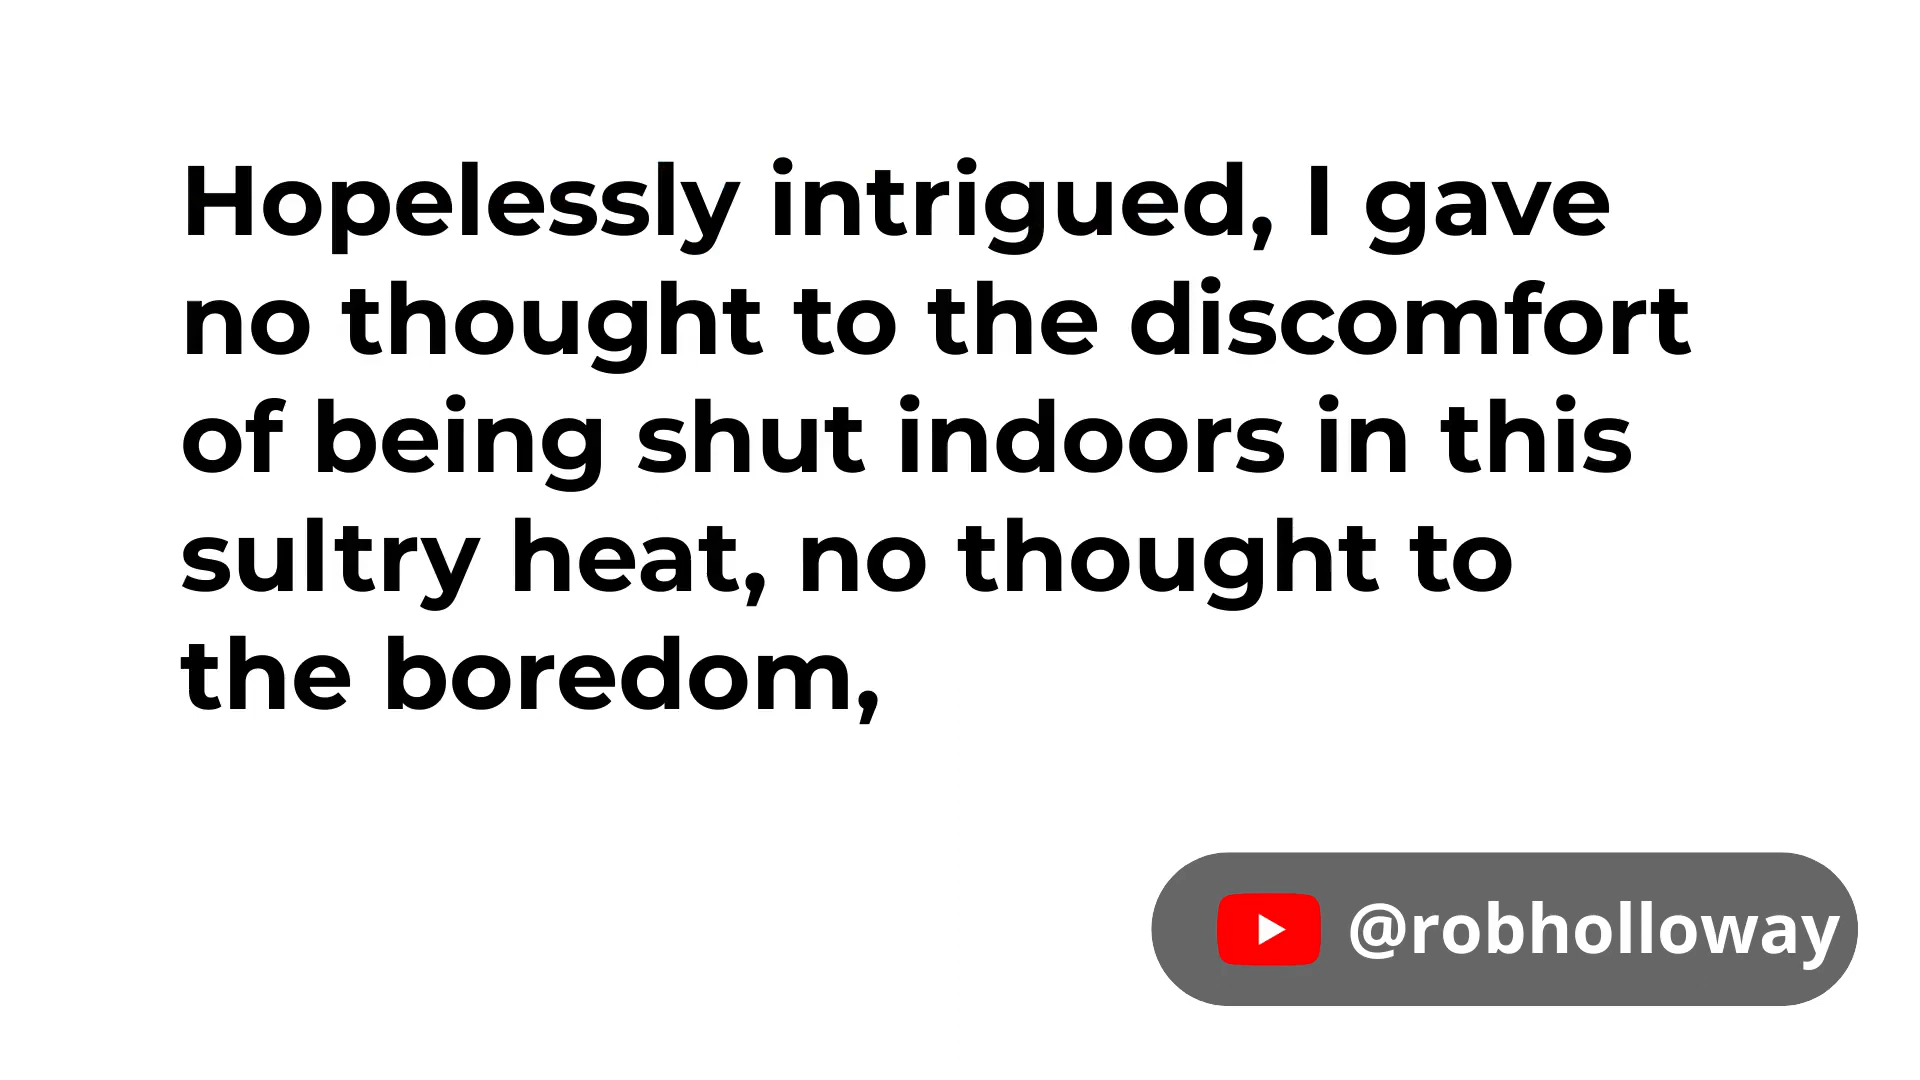 Hopelessly intrigued, I gave
no thought to the discomfort
of being shut indoors in this
sultry heat, no thought to
the boredom,
@robholloway